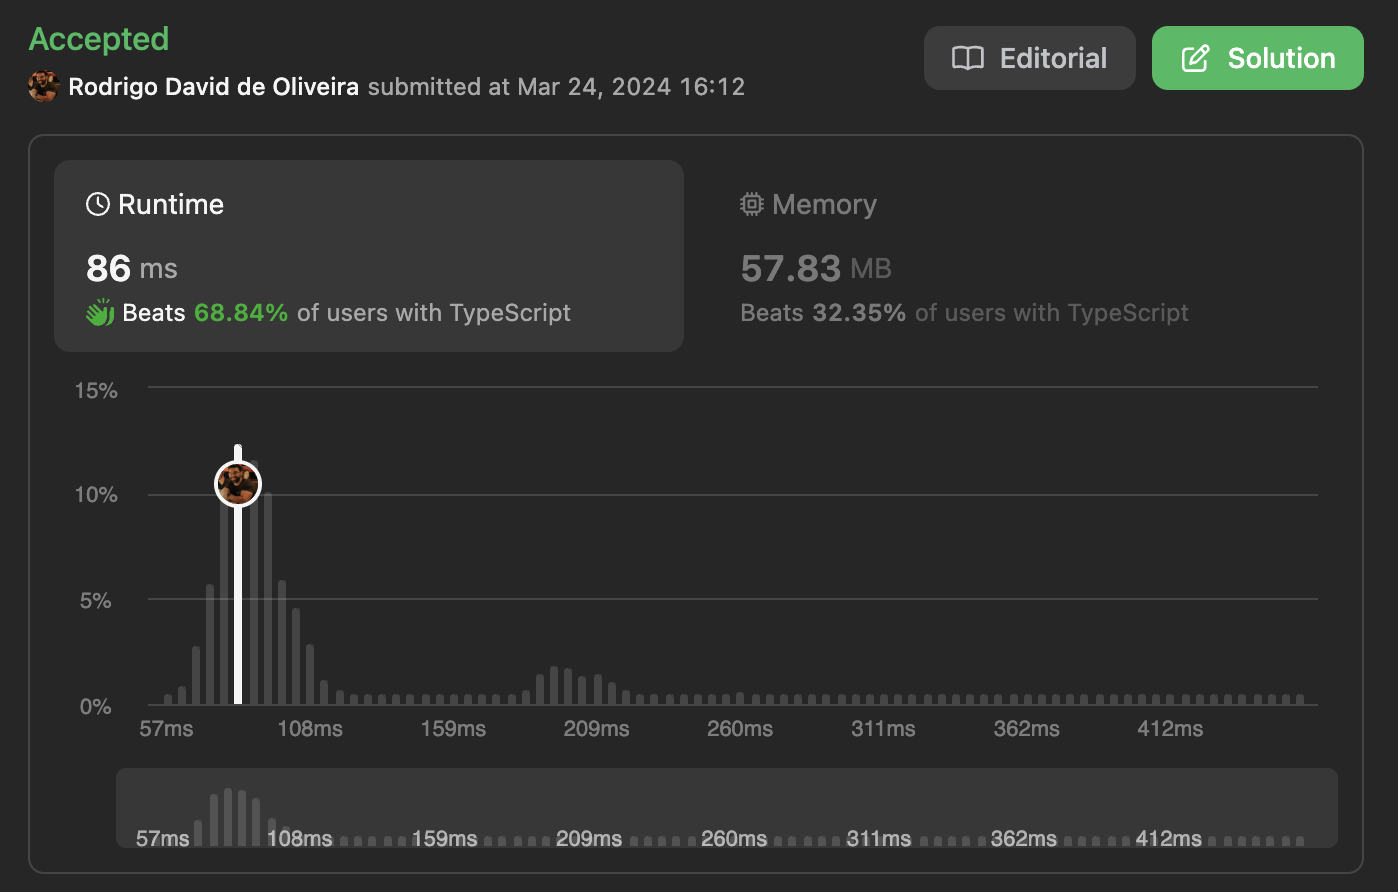 Accepted
Rodrigo David de Oliveira submitted at Mar 24, 2024 16:12
Editorial
Solution
Runtime
86 ms
Beats 68.84% of users with TypeScript
Memory
57.83 MB
Beats 32.35% of users with TypeScript
15%
10%
5%
0%
57ms 108ms 159ms 209ms 260ms 311ms 362ms 412ms
57ms 108ms 159ms 209ms 260ms 311ms 362ms 412ms